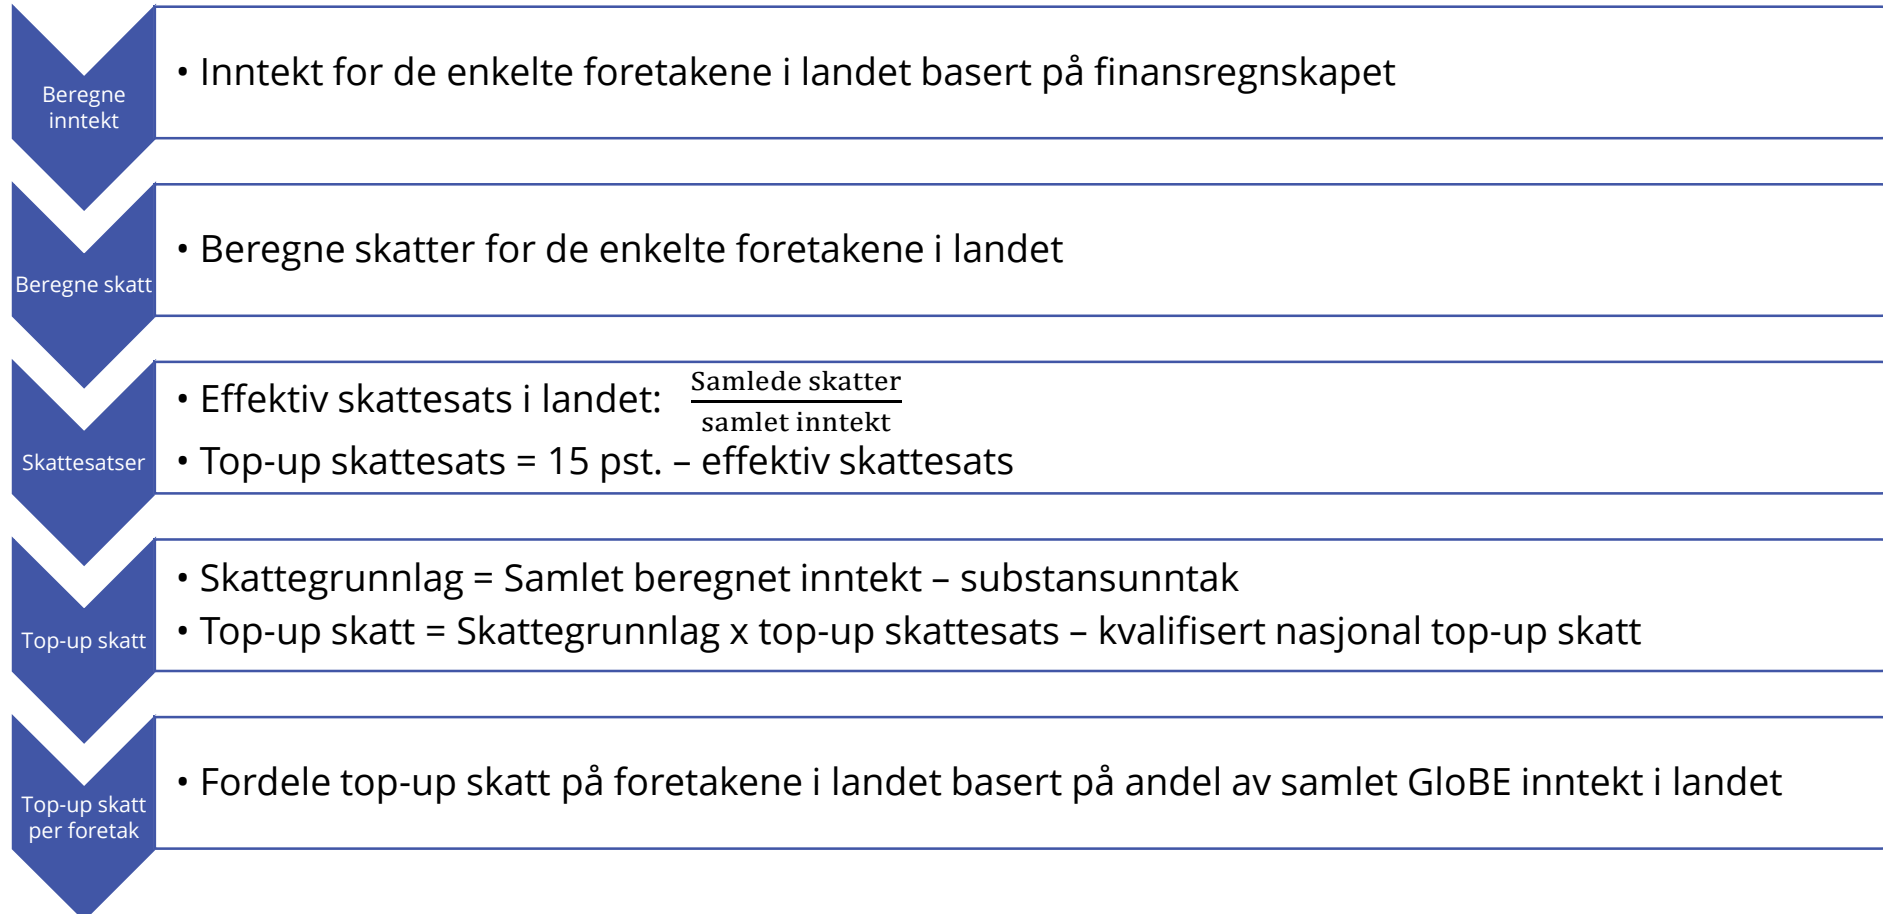 Beregne
inntekt
• Inntekt for de enkelte foretakene i landet basert på finansregnskapet
Beregne skatt
• Beregne skatter for de enkelte foretakene i landet
Skattesatser
• Effektiv skattesats i landet: Samlede skatter
samlet inntekt
• Top-up skattesats = 15 pst. – effektiv skattesats
Top-up skatt
• Skattegrunnlag = Samlet beregnet inntekt – substansunntak
• Top-up skatt = Skattegrunnlag x top-up skattesats – kvalifisert nasjonal top-up skatt
Top-up skatt
per foretak
• Fordele top-up skatt på foretakene i landet basert på andel av samlet GloBE inntekt i landet